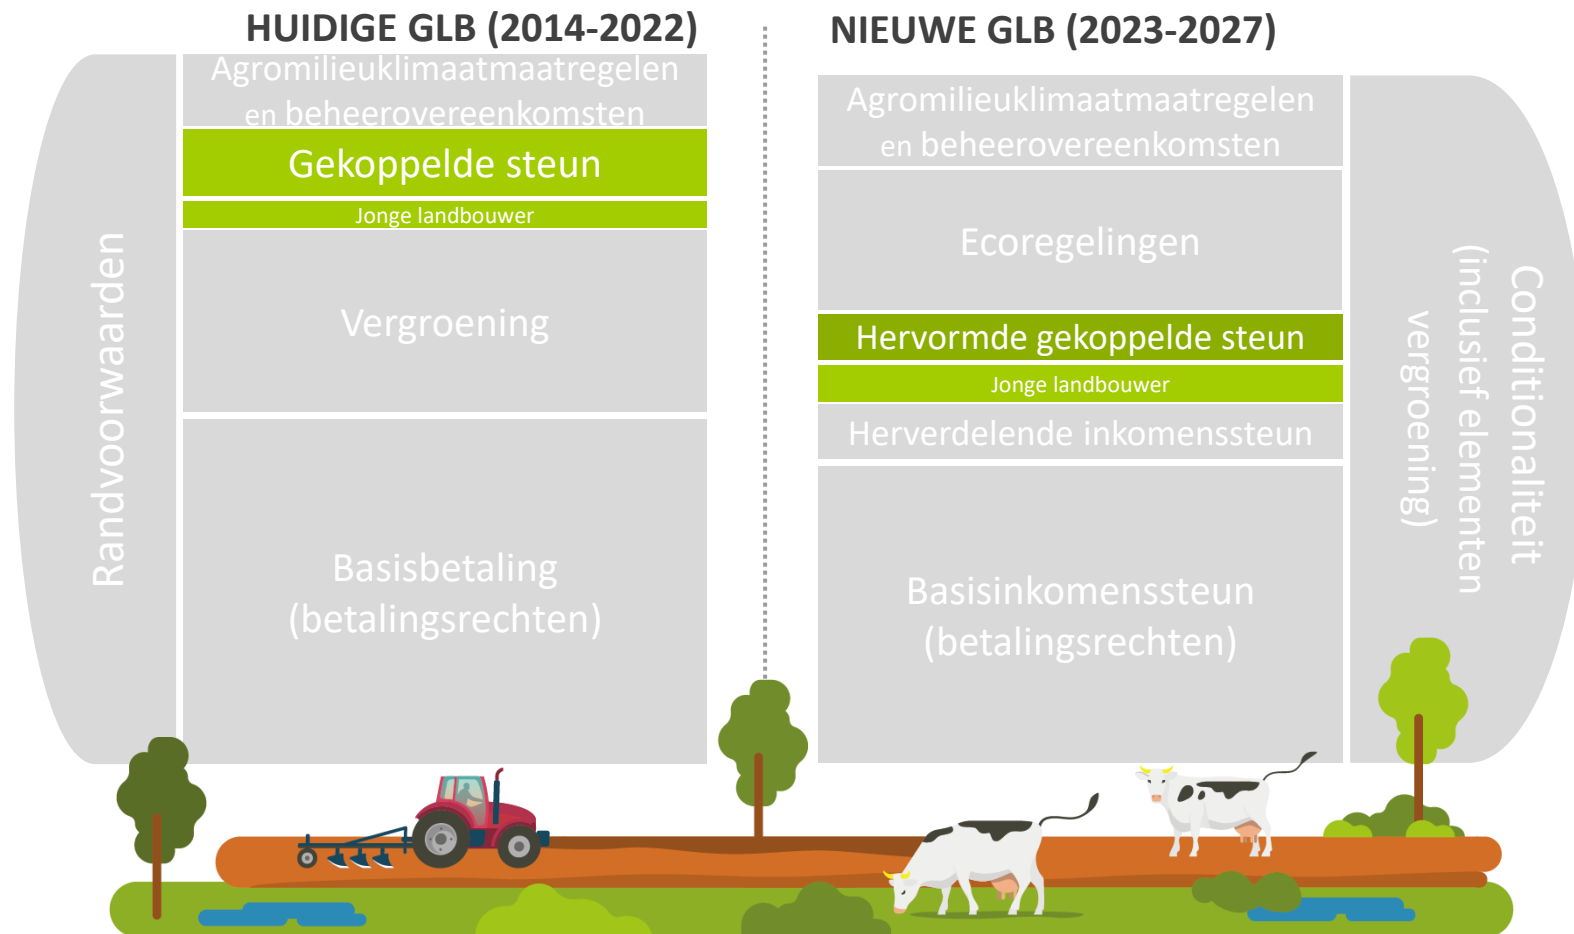 HUIDIGE GLB (2014-2022)
Agromilieuklimaatmaatregelen
en beheerovereenkomsten
Gekoppelde steun
Jonge landbouwer
Vergroening
Basisbetaling
(betalingsrechten)
Randvoorwaarden
NIEUWE GLB (2023-2027)
Agromilieuklimaatmaatregelen
en beheerovereenkomsten
Ecoregelingen
Hervormde gekoppelde steun
Jonge landbouwer
Herverdelende inkomenssteun
Basisinkomenssteun
(betalingsrechten)
Conditionaliteit
(inclusief elementen
vergroening)